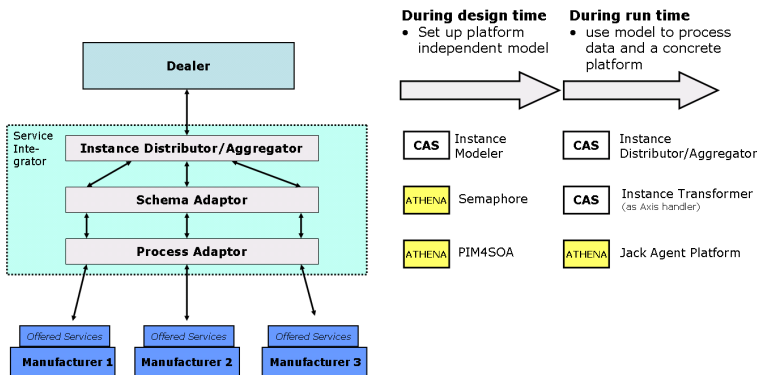 Dealer
Service
Inte-
grator
Instance Distributor/Aggregator
Schema Adaptor
Process Adaptor
Offered Services
Manufacturer 1
Offered Services
Manufacturer 2
Offered Services
Manufacturer 3
During design time
• Set up platform
independent model
During run time
• use model to process
data and a concrete
platform
CAS
Instance
Modeler
CAS
Instance
Distributor/Aggregator
ATHENA
Semaphore
CAS
Instance Transformer
(as Axis handler)
ATHENA
PIM4SOA
ATHENA
Jack Agent Platform